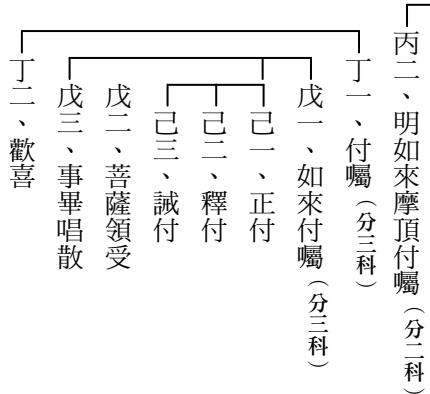 丙二、明如來摩頂付囑（分二科）
丁一、付囑（分三科）
戊一、如來付囑（分三科）
己一、正付
己二、釋付
己三、誡付
戊二、菩薩領受
戊三、事畢唱散
丁二、歡喜